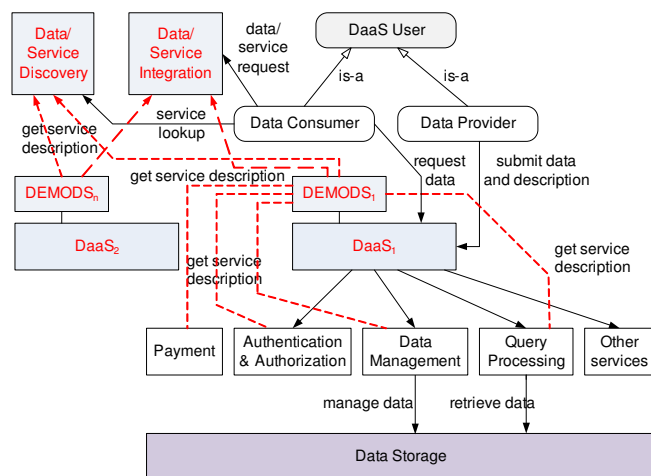 Data/
Service
Discovery
Data/
Service
Integration
data/
service
request
DaaS User
is-a
is-a
get service
description
service
lookup
Data Consumer
Data Provider
get service description
request
data
submit data
and description
DEMODSn
DEMODS1
DaaS2
DaaS1
get service
description
get service
description
Payment
Authentication
& Authorization
Data
Management
Query
Processing
Other
services
manage data
retrieve data
Data Storage